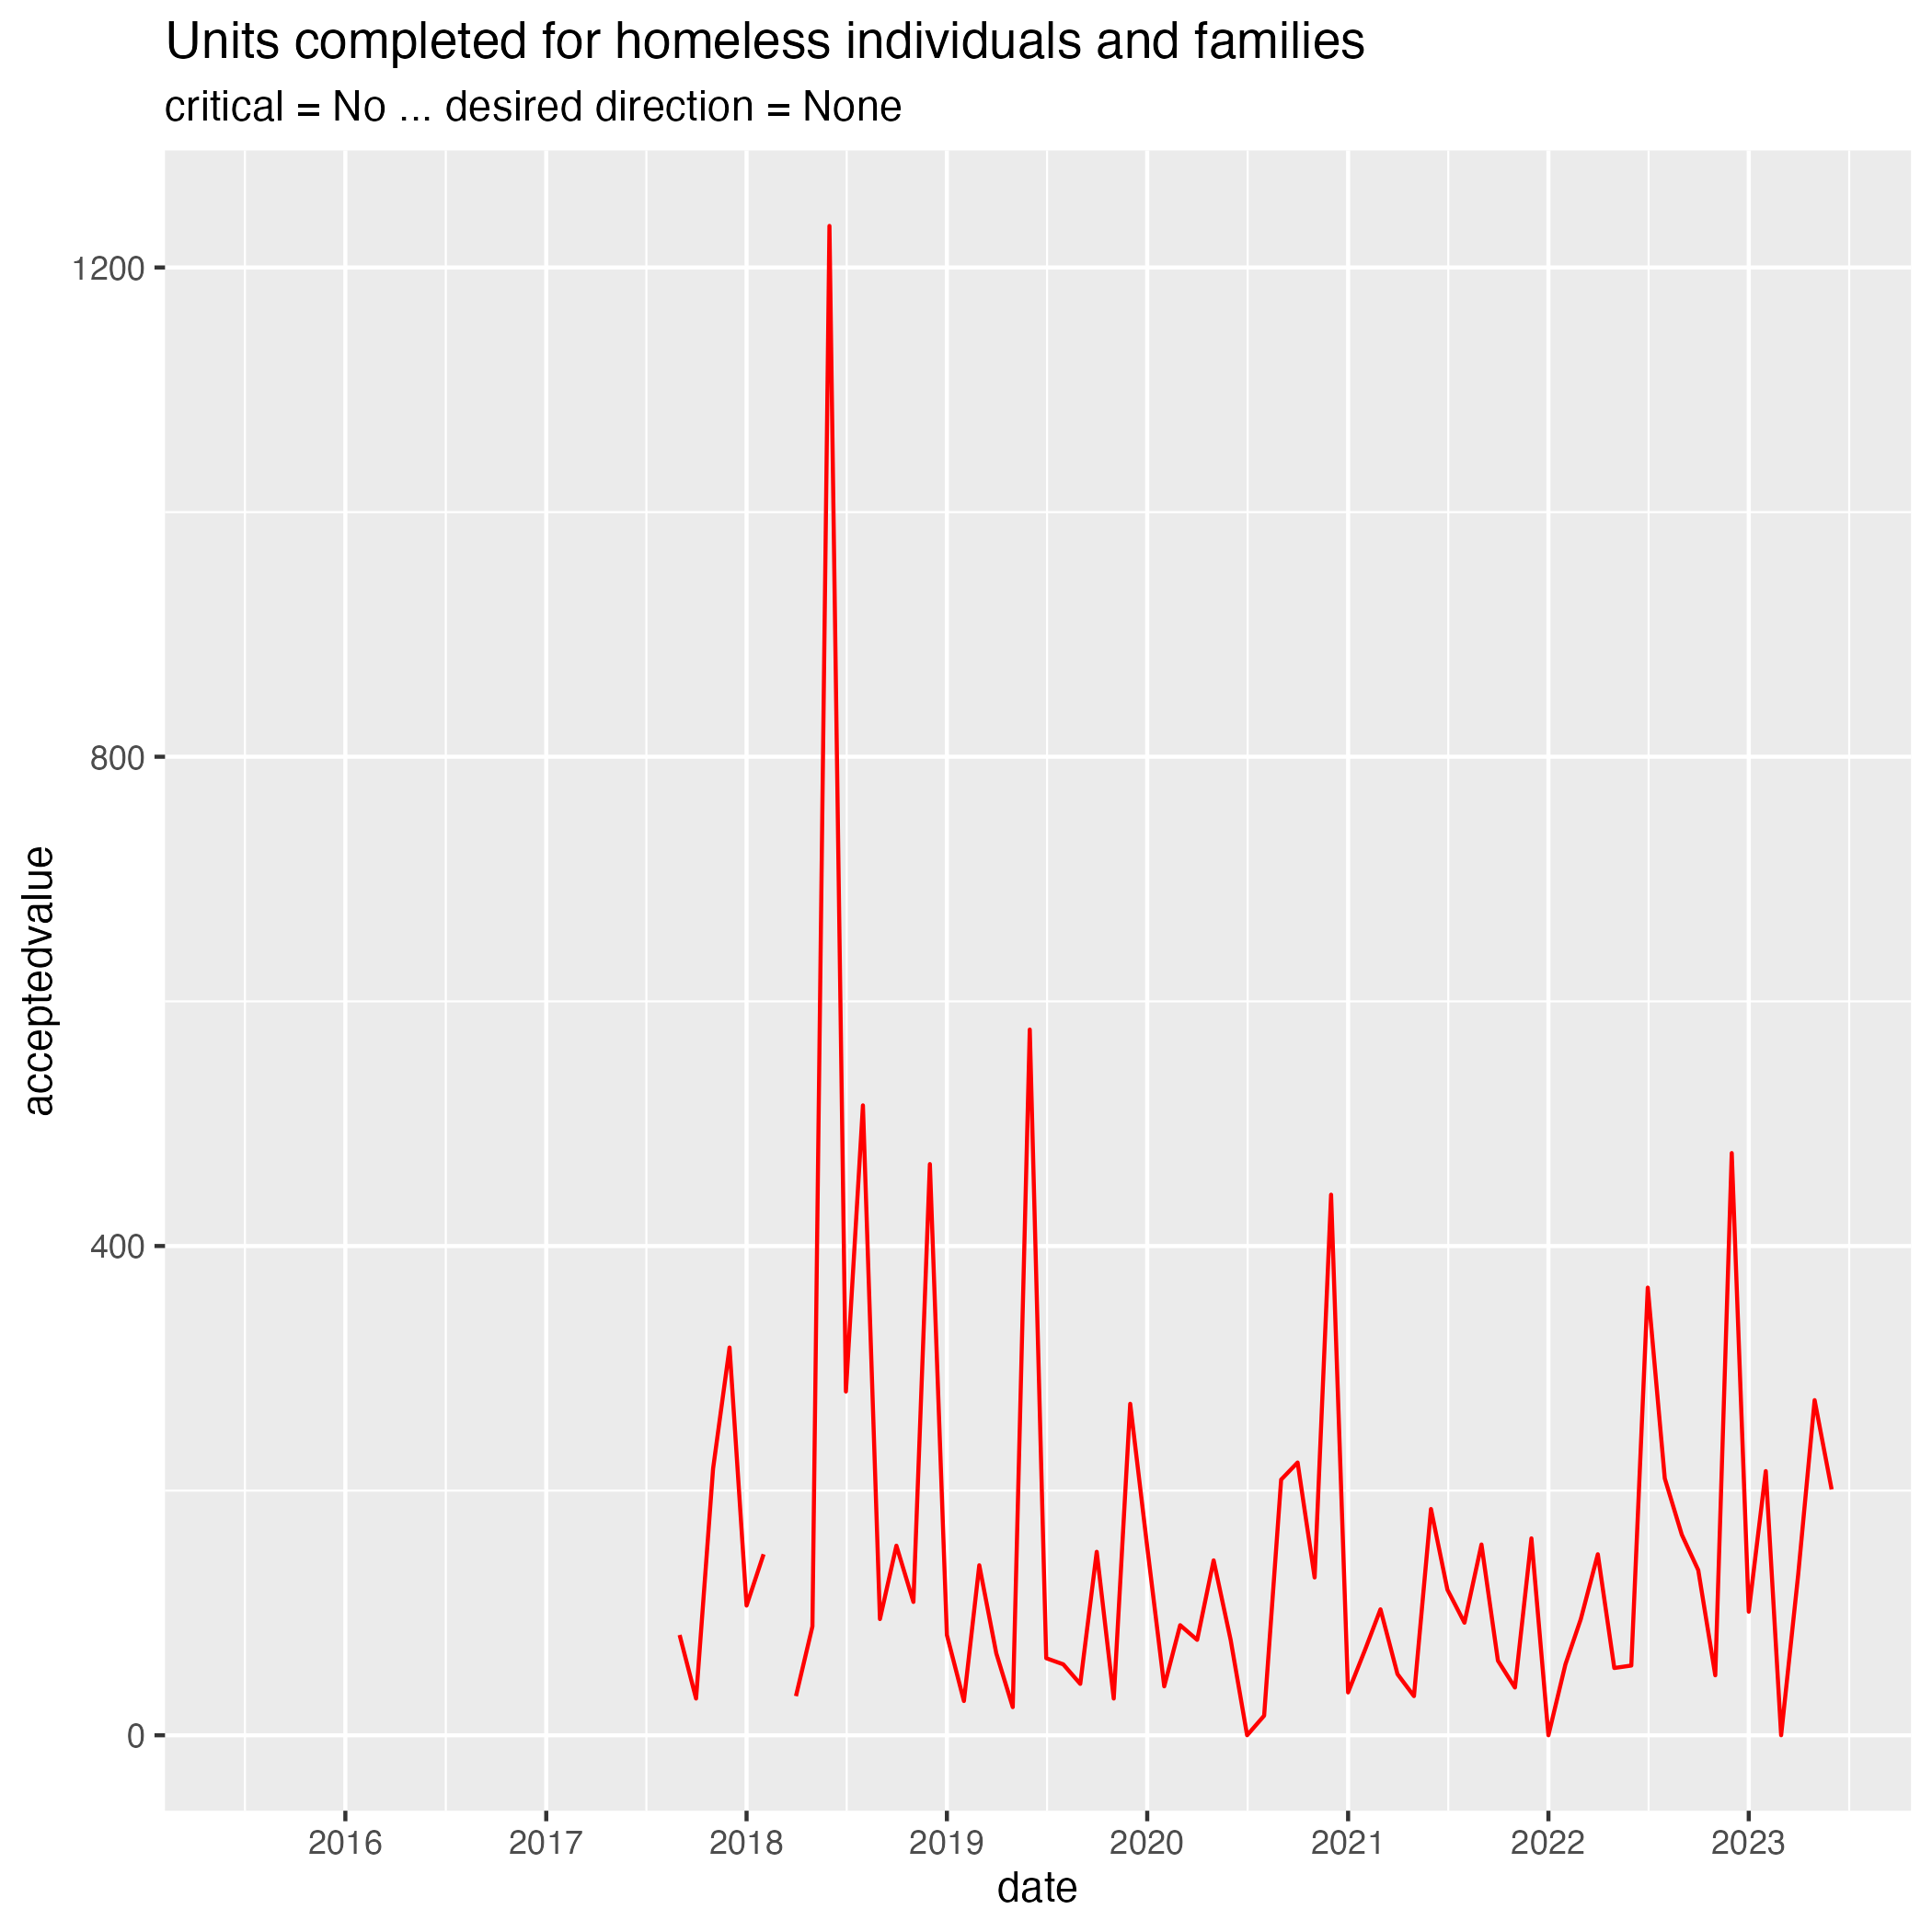 Units completed for homeless individuals and families
critical = No ... desired direction = None
acceptedvalue
1200
800
400
0
2016 2017 2018 2019 2020 2021 2022 2023
date